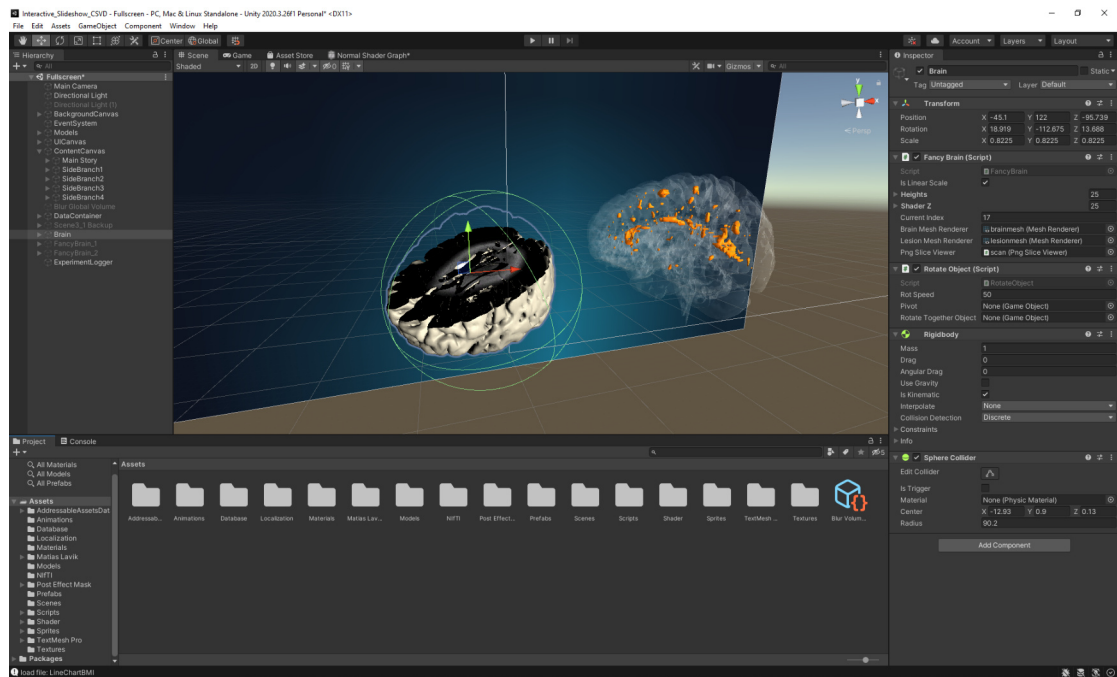 Interactive_Slideshow_CSVD - Fullscreen - PC, Mac & Linux Standalone - Unity 2020.3.26f1 Personal* <DX11>
File Edit Assets GameObject Component Window Help
Center Global Account Layers Layout
Hierarchy
All
Fullscreen*
Main Camera
Directional Light
Directional Light (1)
BackgroundCanvas
EventSystem
Models
UICanvas
ContentCanvas
Main Story
SideBranch1
SideBranch2
SideBranch3
SideBranch4
Blur Global Volume
DataContainer
Scene3_1 Backup
Brain
FancyBrain_1
FancyBrain_2
ExperimentLogger
Scene Game Asset Store Normal Shader Graph*
Shaded 2D 0 Gizmos All
y
x
Persp
Inspector
Brain Static
Tag Untagged Layer Default
Transform
Position X -45.1 Y 122 Z -95.739
Rotation X 18.919 Y -112.675 Z 13.688
Scale X 0.8225 Y 0.8225 Z 0.8225
Fancy Brain (Script)
Script FancyBrain
Is Linear Scale
Heights 25
Shader Z 25
Current Index 17
Brain Mesh Renderer brainmesh (Mesh Renderer)
Lesion Mesh Renderer lesionmesh (Mesh Renderer)
Png Slice Viewer scan (Png Slice Viewer)
Rotate Object (Script)
Script RotateObject
Rot Speed 50
Pivot None (Game Object)
Rotate Together Object None (Game Object)
Rigidbody
Mass 1
Drag 0
Angular Drag 0
Use Gravity
Is Kinematic
Interpolate None
Collision Detection Discrete
Constraints
Info
Sphere Collider
Edit Collider
Is Trigger
Material None (Physic Material)
Center X -12.93 Y 0.9 Z 0.13
Radius 90.2
Add Component
Project Console
5
All Materials
All Models
All Prefabs
Assets
AddressableAssetsDat
Animations
Database
Localization
Materials
Matias Lavik
Models
NIfTI
Post Effect Mask
Prefabs
Scenes
Scripts
Shader
Sprites
TextMesh Pro
Textures
Packages
Assets
Addressab... Animations Database Localization Materials Matias Lav... Models NIfTI Post Effect... Prefabs Scenes Scripts Shader Sprites TextMesh ... Textures Blur Volum...
load file: LineChartBMI